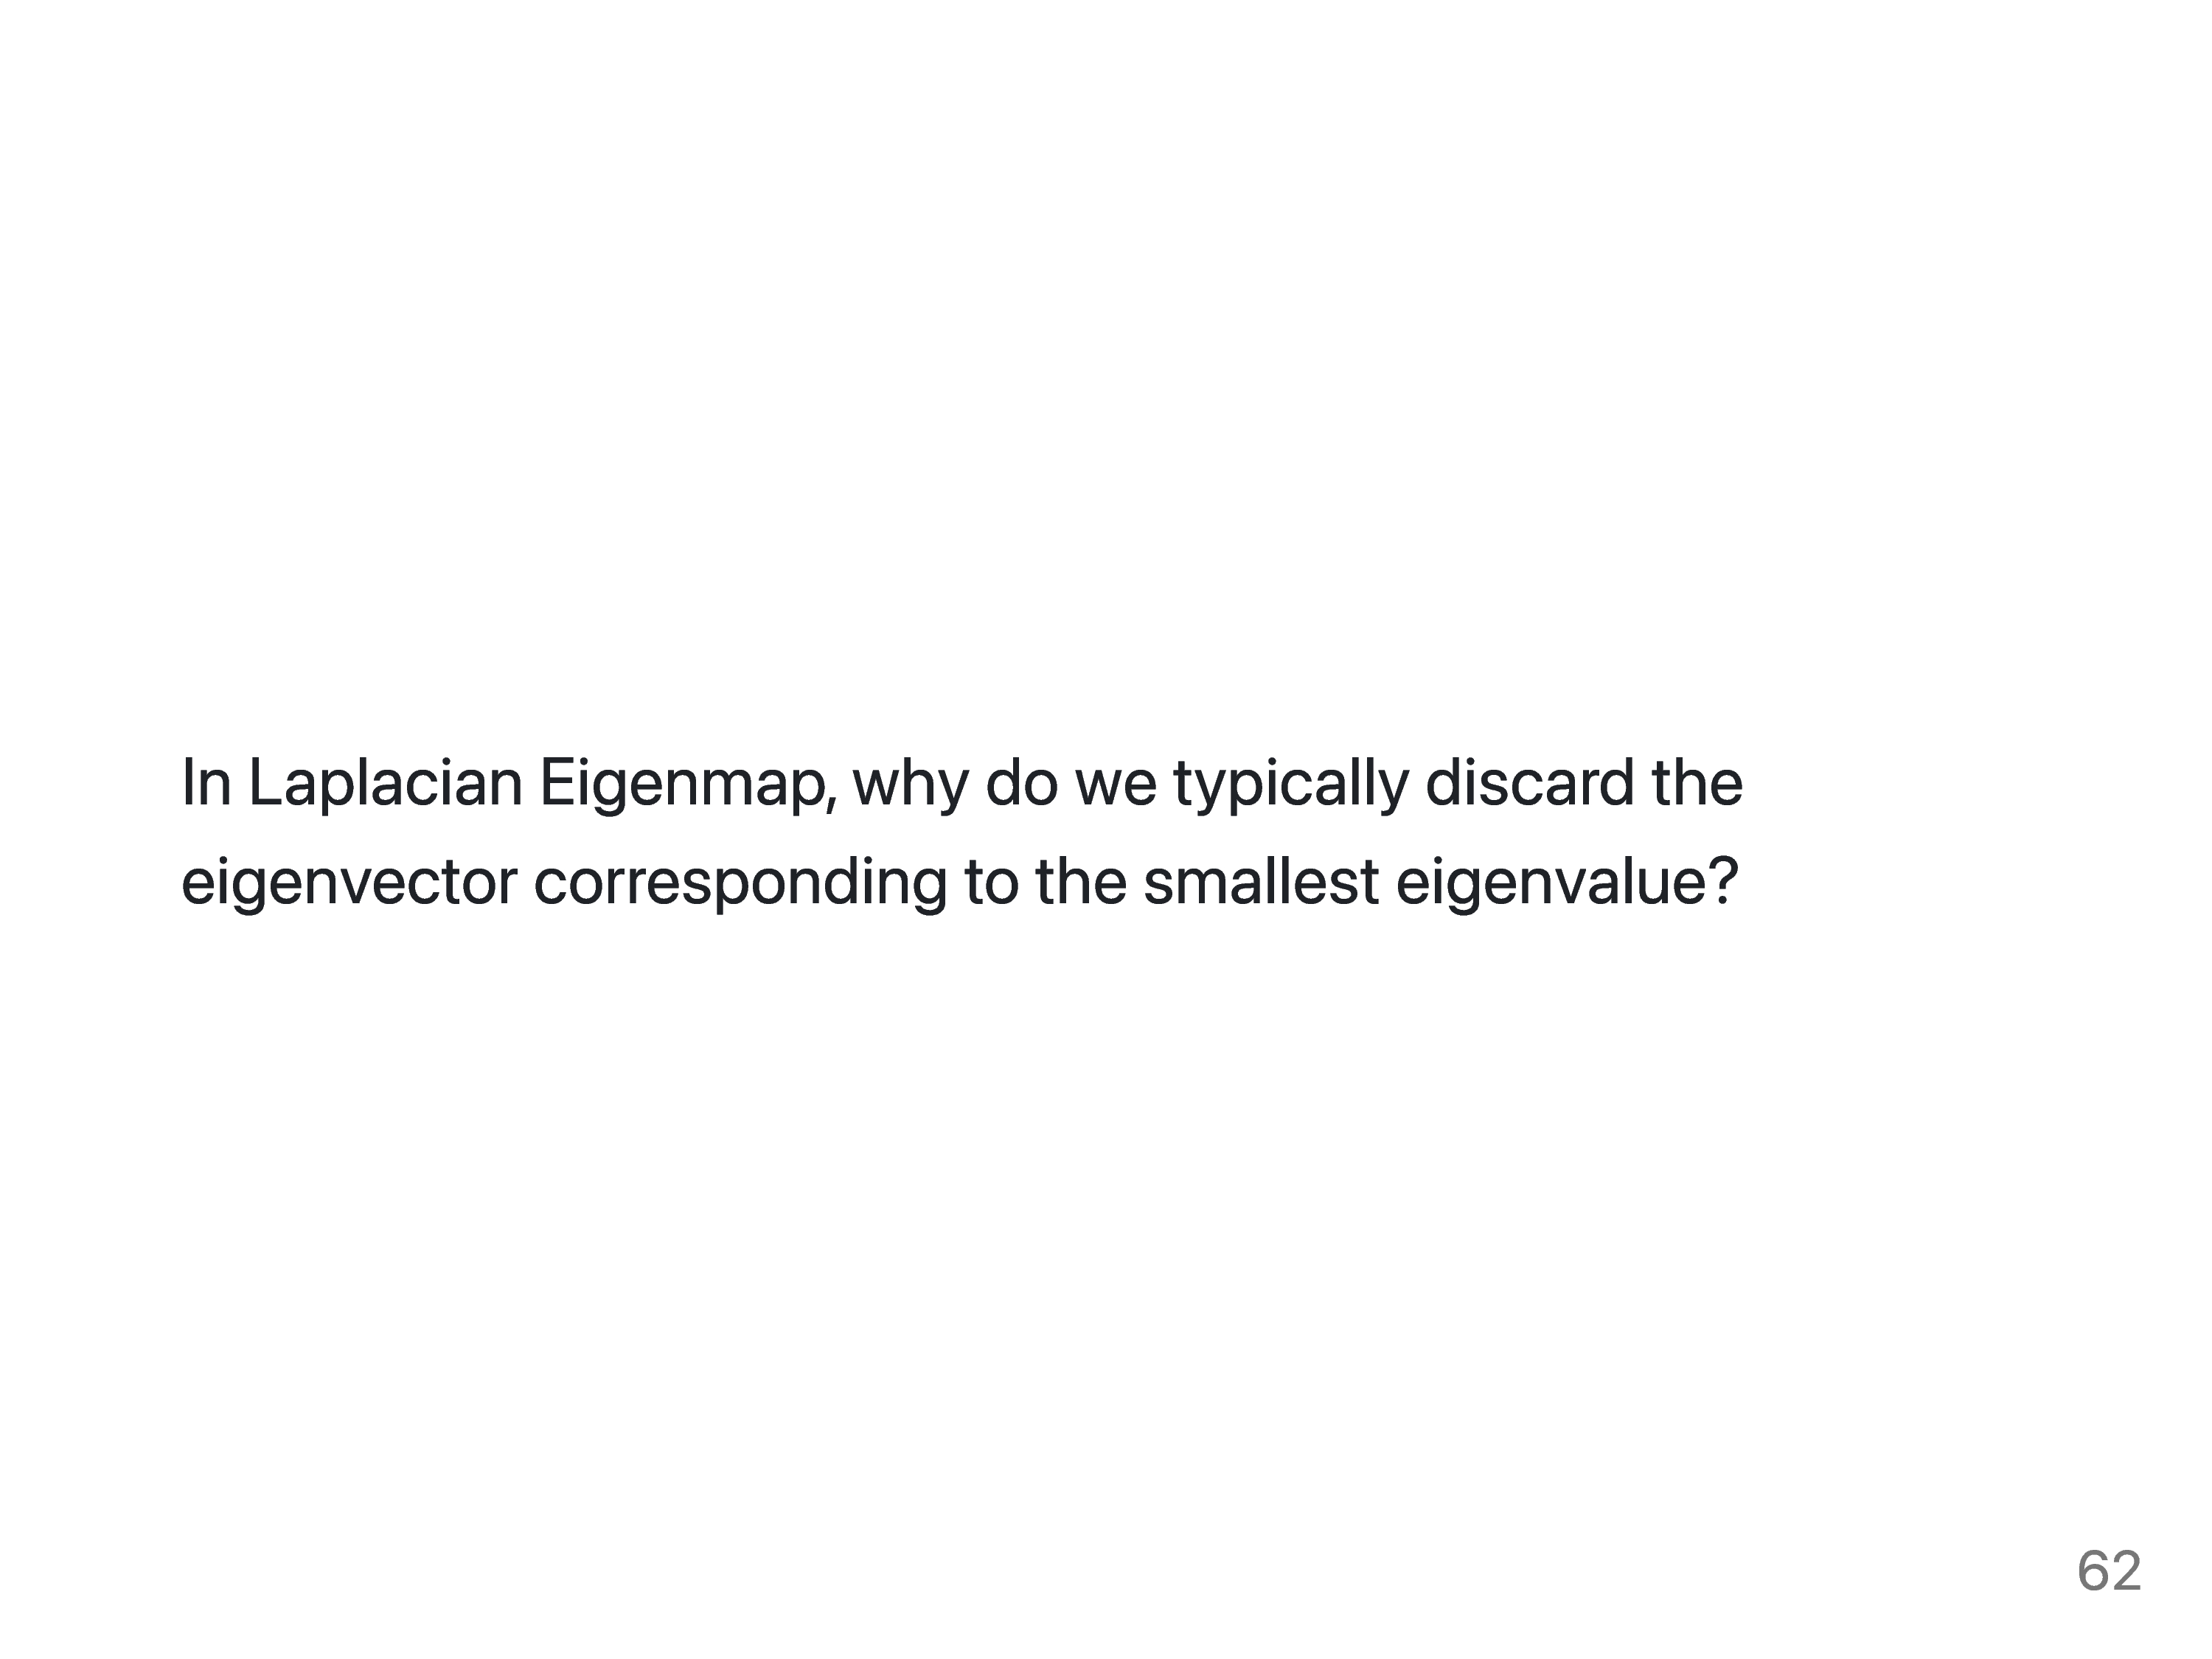 In Laplacian Eigenmap, why do we typically discard the
eigenvector corresponding to the smallest eigenvalue?
62